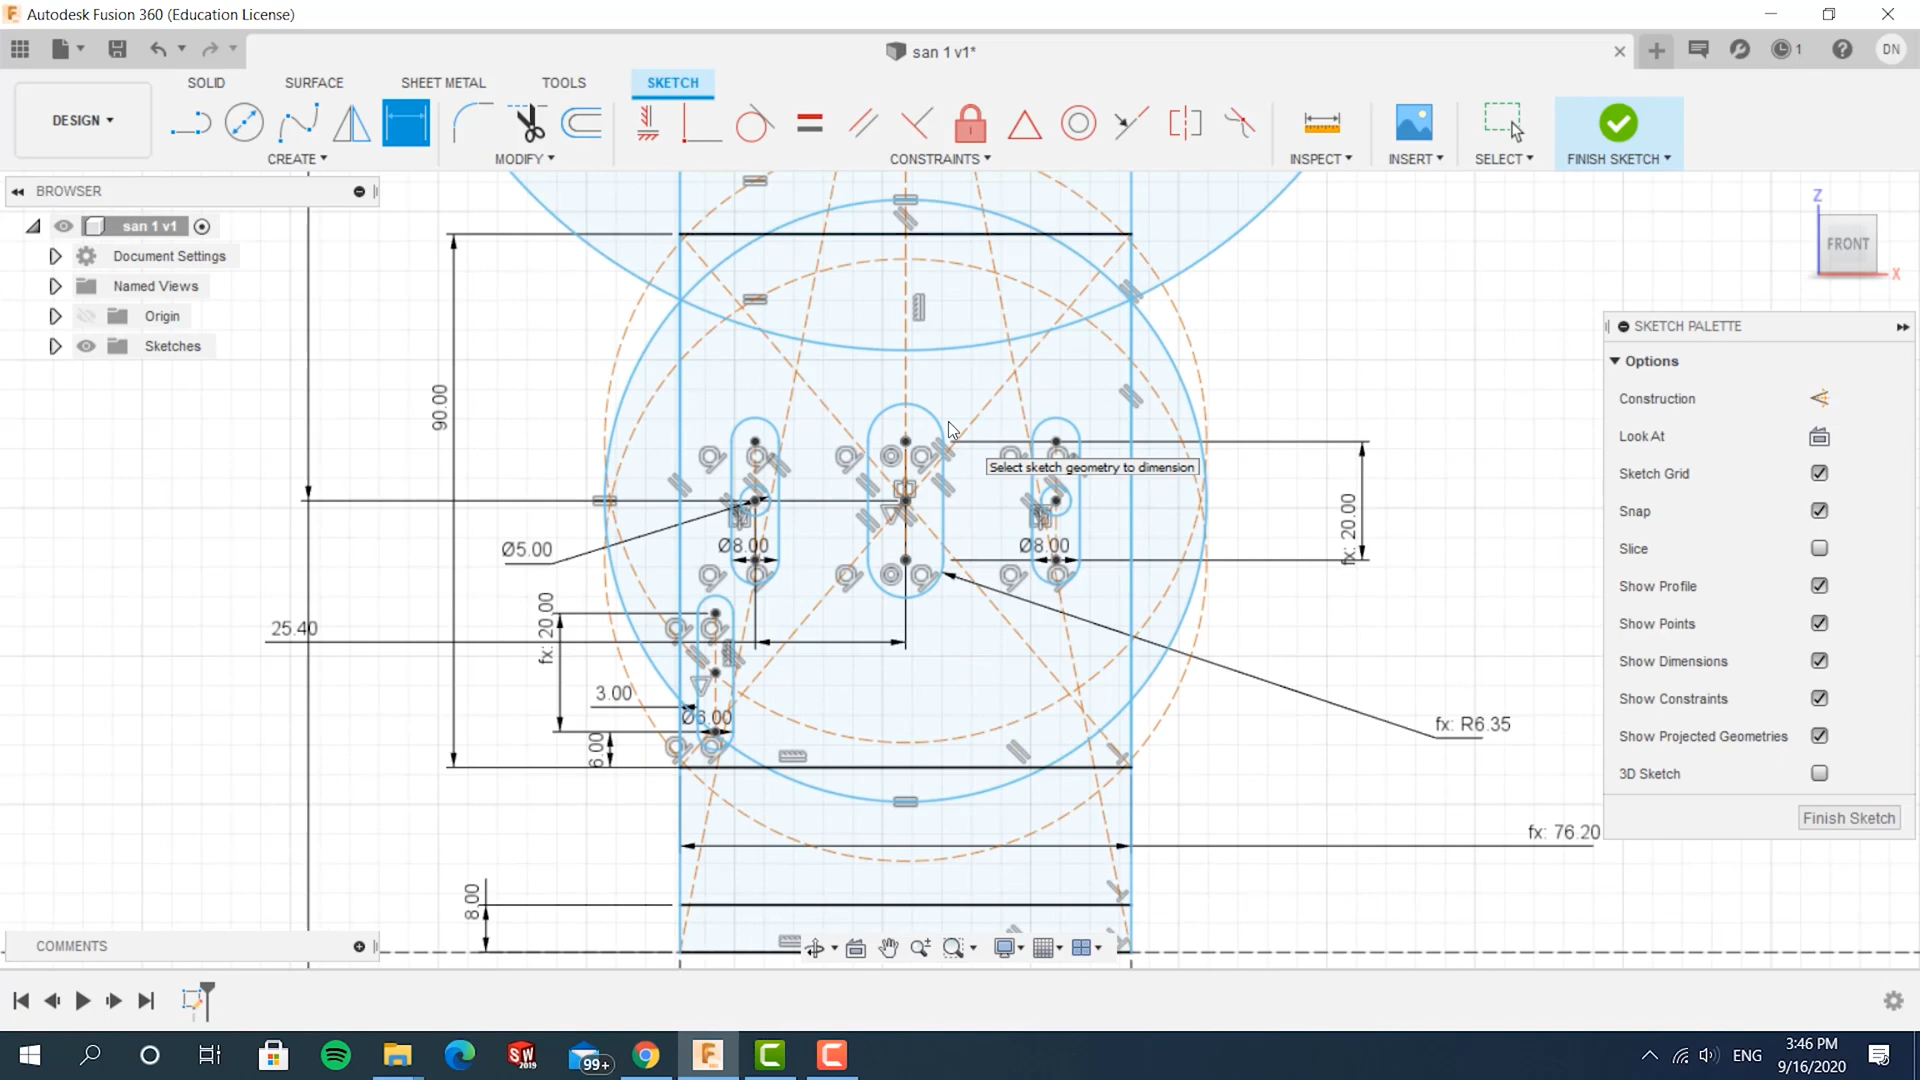 Autodesk Fusion 360 (Education License)
san 1 v1*
1
DN
SOLID
SURFACE
SHEET METAL
TOOLS
SKETCH
DESIGN
CREATE
MODIFY
CONSTRAINTS
INSPECT
INSERT
SELECT
FINISH SKETCH
BROWSER
san 1 v1
Document Settings
Named Views
Origin
Sketches
Z
FRONT
X
90.00
Select sketch geometry to dimension
fx: 20.00
Ø5.00
Ø8.00
Ø8.00
fx: 20.00
25.40
3.00
Ø6.00
6.00
fx: R6.35
fx: 76.20
8.00
SKETCH PALETTE
Options
Construction
Look At
Sketch Grid
Snap
Slice
Show Profile
Show Points
Show Dimensions
Show Constraints
Show Projected Geometries
3D Sketch
Finish Sketch
COMMENTS
SW
2019
99+
ENG
3:46 PM
9/16/2020